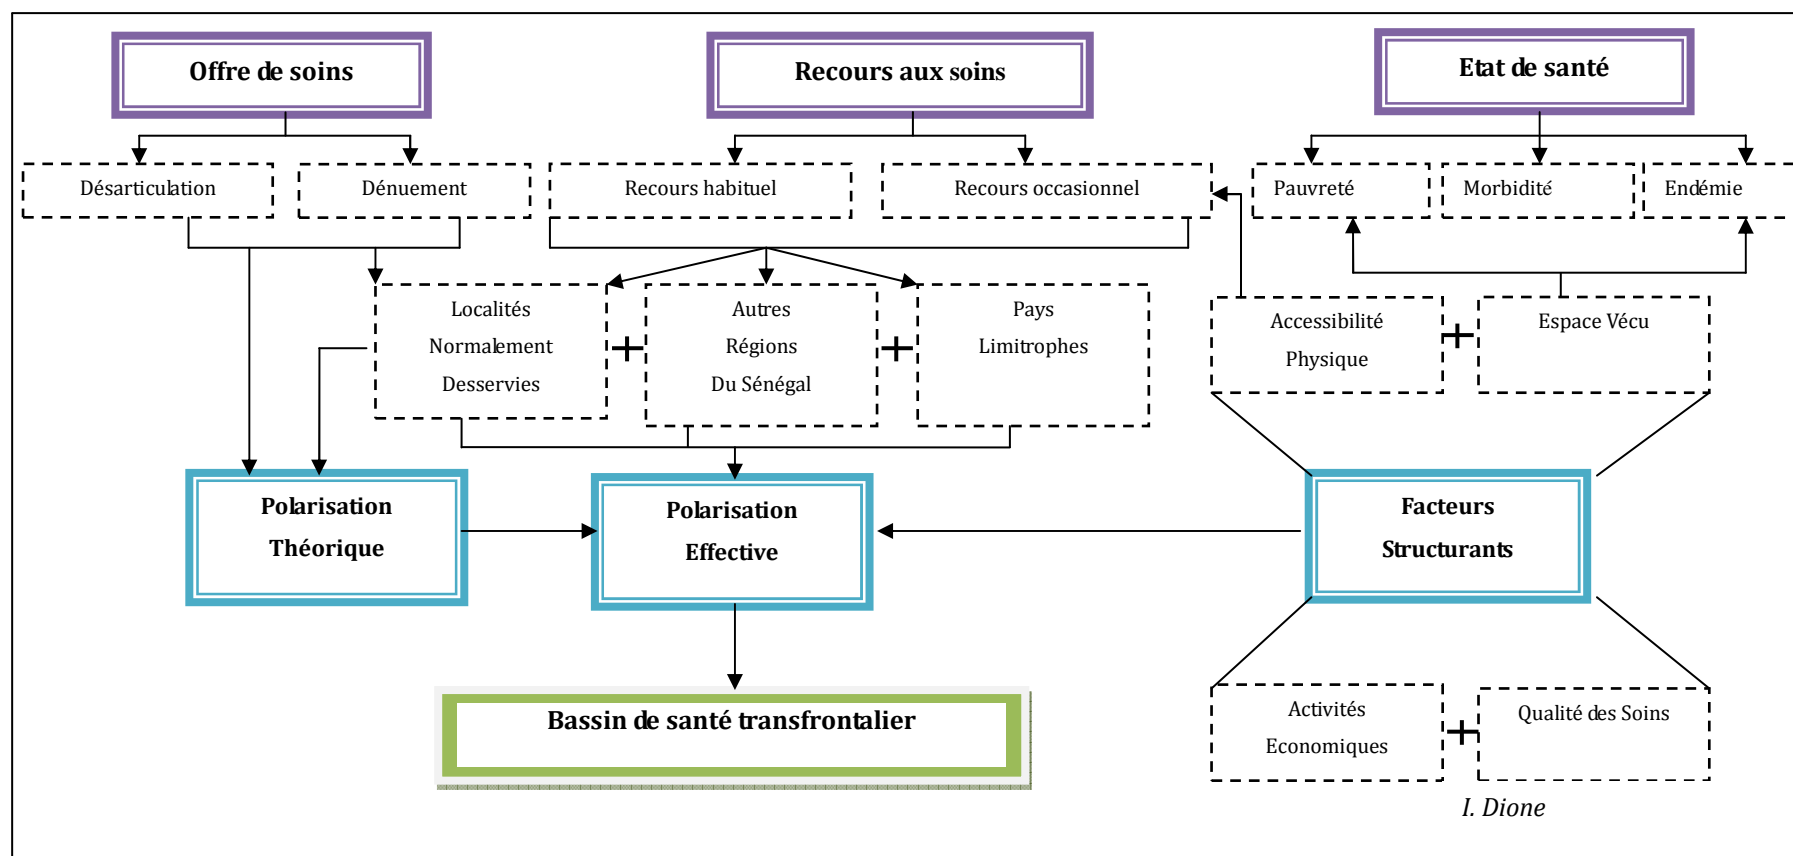 Offre de soins
Recours aux soins
Etat de santé
Désarticulation
Dénuement
Recours habituel
Recours occasionnel
Pauvreté
Morbidité
Endémie
Localités
Normalement
Desservies
Autres
Régions
Du Sénégal
Pays
Limitrophes
Accessibilité
Physique
Espace Vécu
Polarisation
Théorique
Polarisation
Effective
Facteurs
Structurants
Bassin de santé transfrontalier
Activités
Economiques
Qualité des Soins
I. Dione